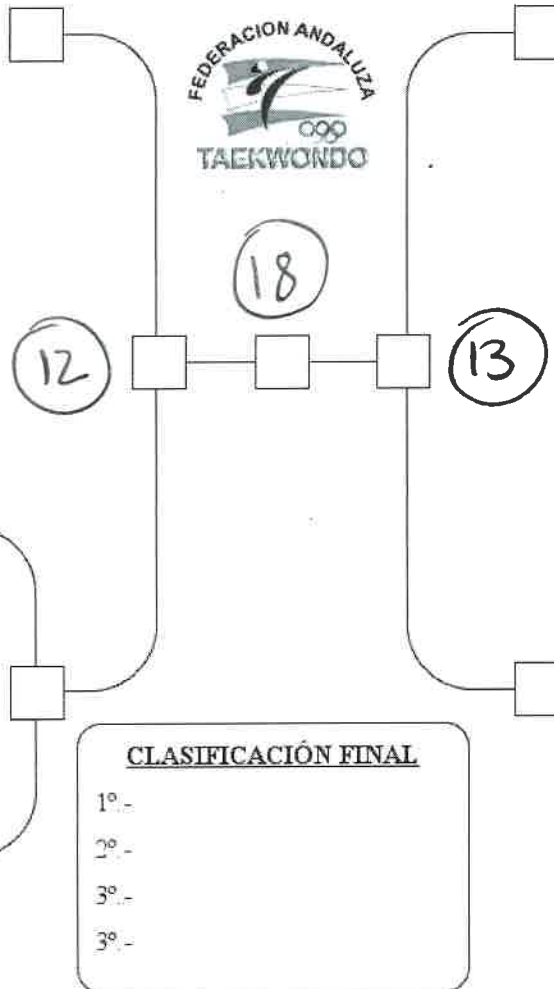 FEDERACION ANDALUZA
TAEKWONDO
18
12
13
CLASIFICACIÓN FINAL
1º.-
2º.-
3º.-
3º.-